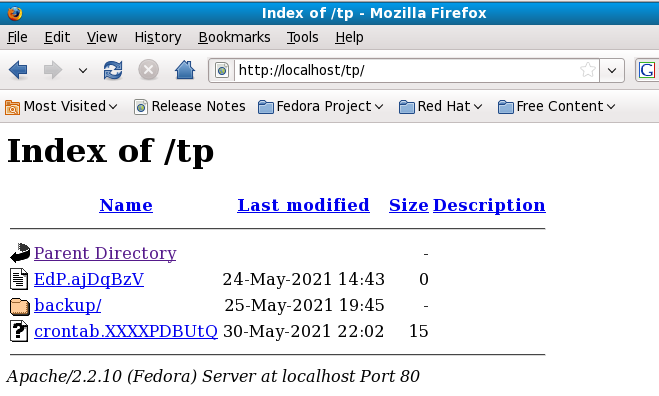 Index of /tp - Mozilla Firefox
File Edit View History Bookmarks Tools Help
http://localhost/tp/ G
Most Visited Release Notes Fedora Project Red Hat Free Content
Index of /tp
Name Last modified Size Description
Parent Directory -
EdP.ajDqBzV 24-May-2021 14:43 0
backup/ 25-May-2021 19:45 -
crontab.XXXXPDBUtQ 30-May-2021 22:02 15
Apache/2.2.10 (Fedora) Server at localhost Port 80